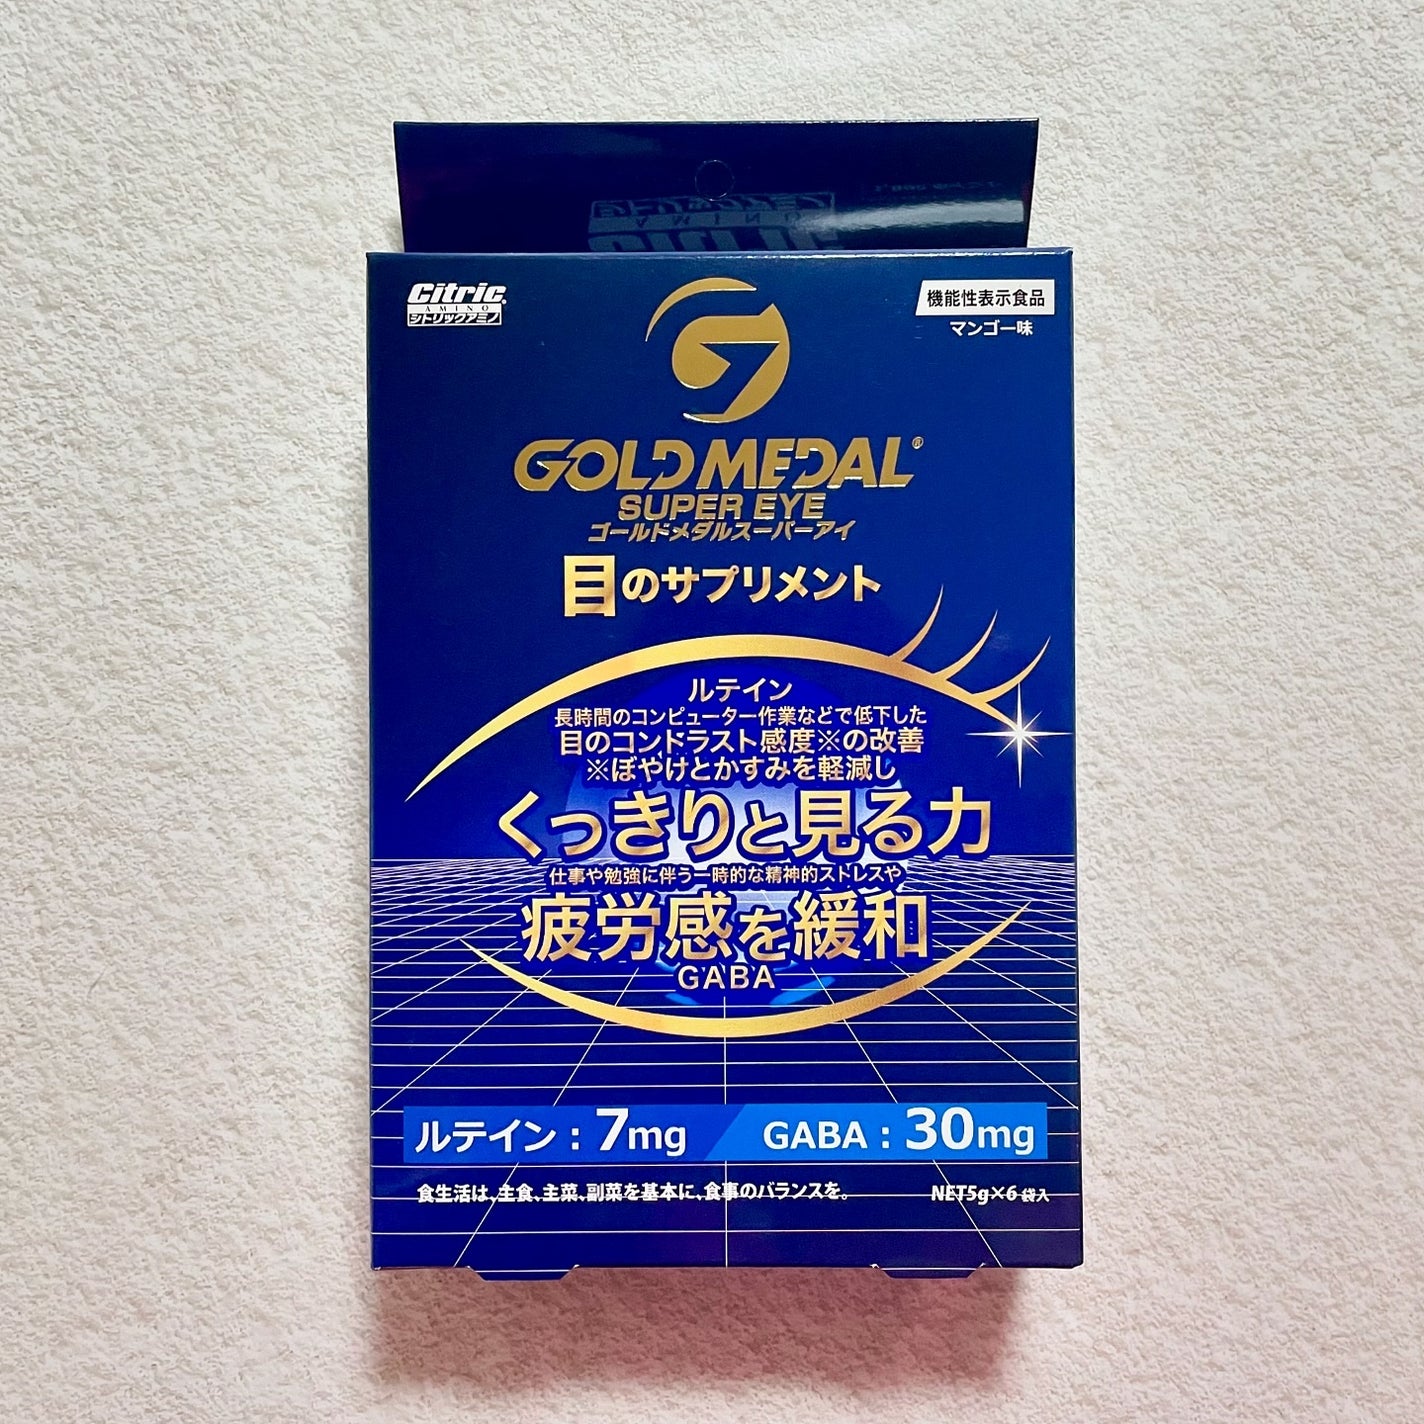 Citric
AMINO
シトリックアミノ
機能性表示食品
マンゴー味
GOLD MEDAL®
SUPER EYE
ゴールドメダルスーパーアイ
目のサプリメント
ルテイン
長時間のコンピューター作業などで低下した
目のコントラスト感度※の改善
※ぼやけとかすみを軽減し
くっきりと見る力
仕事や勉強に伴う一時的な精神的ストレスや
疲労感を緩和
GABA
ルテイン：7mg GABA：30mg
食生活は、主食、主菜、副菜を基本に、食事のバランスを。 NET5g×6袋入